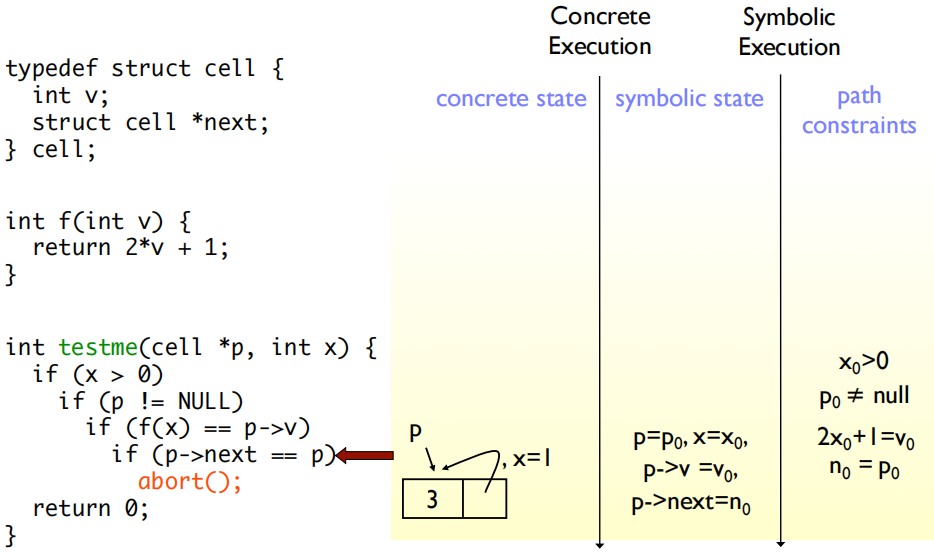 Concrete Execution
Symbolic Execution
typedef struct cell {
  int v;
  struct cell *next;
} cell;
concrete state
symbolic state
path constraints
int f(int v) {
  return 2*v + 1;
}
int testme(cell *p, int x) {
  if (x > 0)
    if (p != NULL)
      if (f(x) == p->v)
        if (p->next == p)
          abort();
  return 0;
}
p
, x=1
3
p=p₀, x=x₀,
p->v =v₀,
p->next=n₀
x₀>0
p₀ ≠ null
2x₀+1=v₀
n₀ = p₀